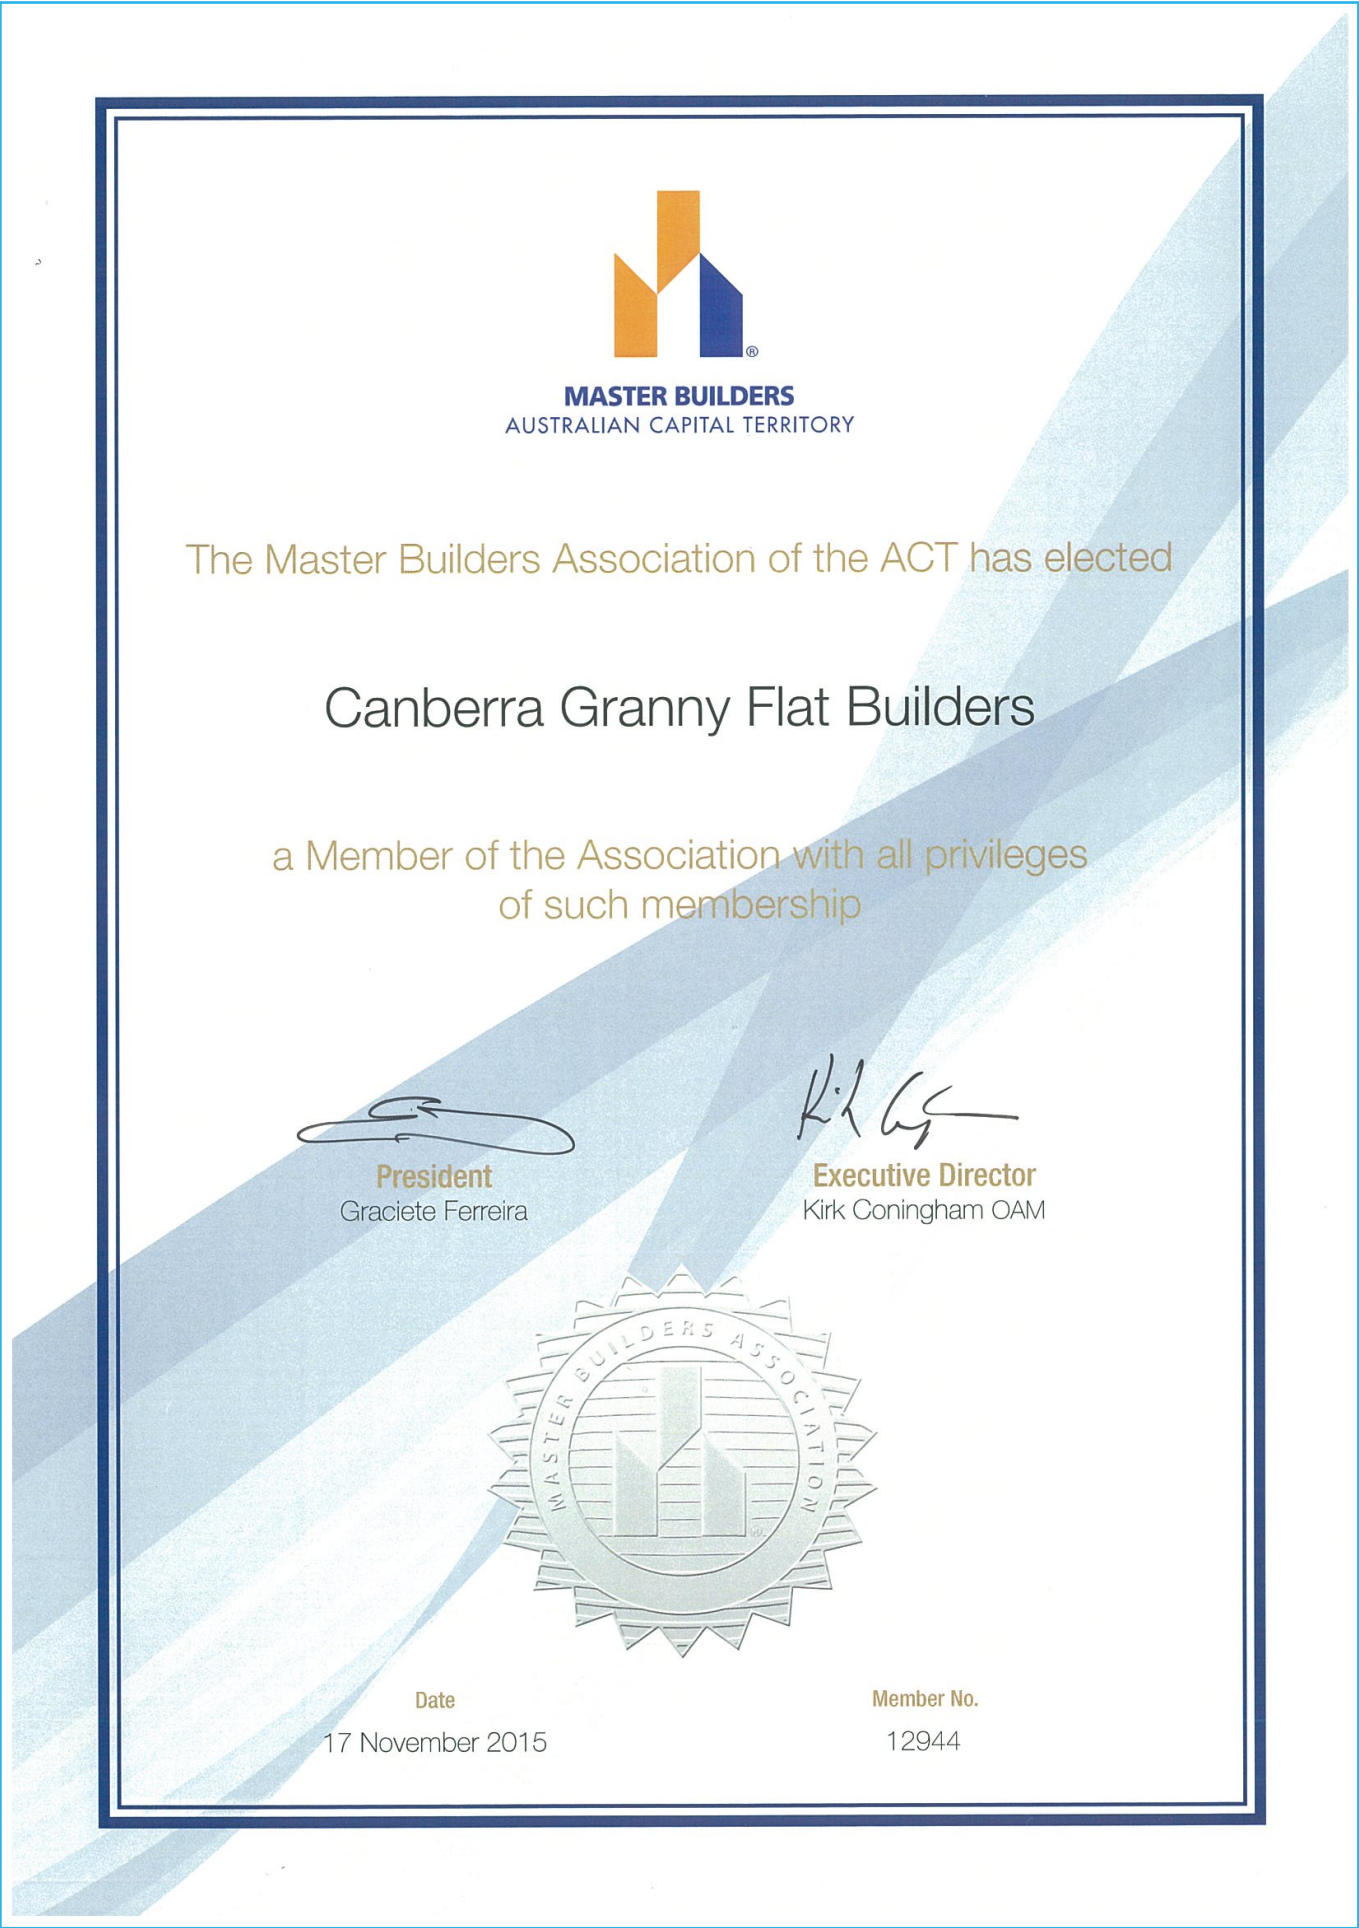 ®
MASTER BUILDERS
AUSTRALIAN CAPITAL TERRITORY
The Master Builders Association of the ACT has elected
Canberra Granny Flat Builders
a Member of the Association with all privileges
of such membership
President
Graciete Ferreira
Executive Director
Kirk Coningham OAM
MASTER BUILDERS ASSOCIATION
Date
17 November 2015
Member No.
12944